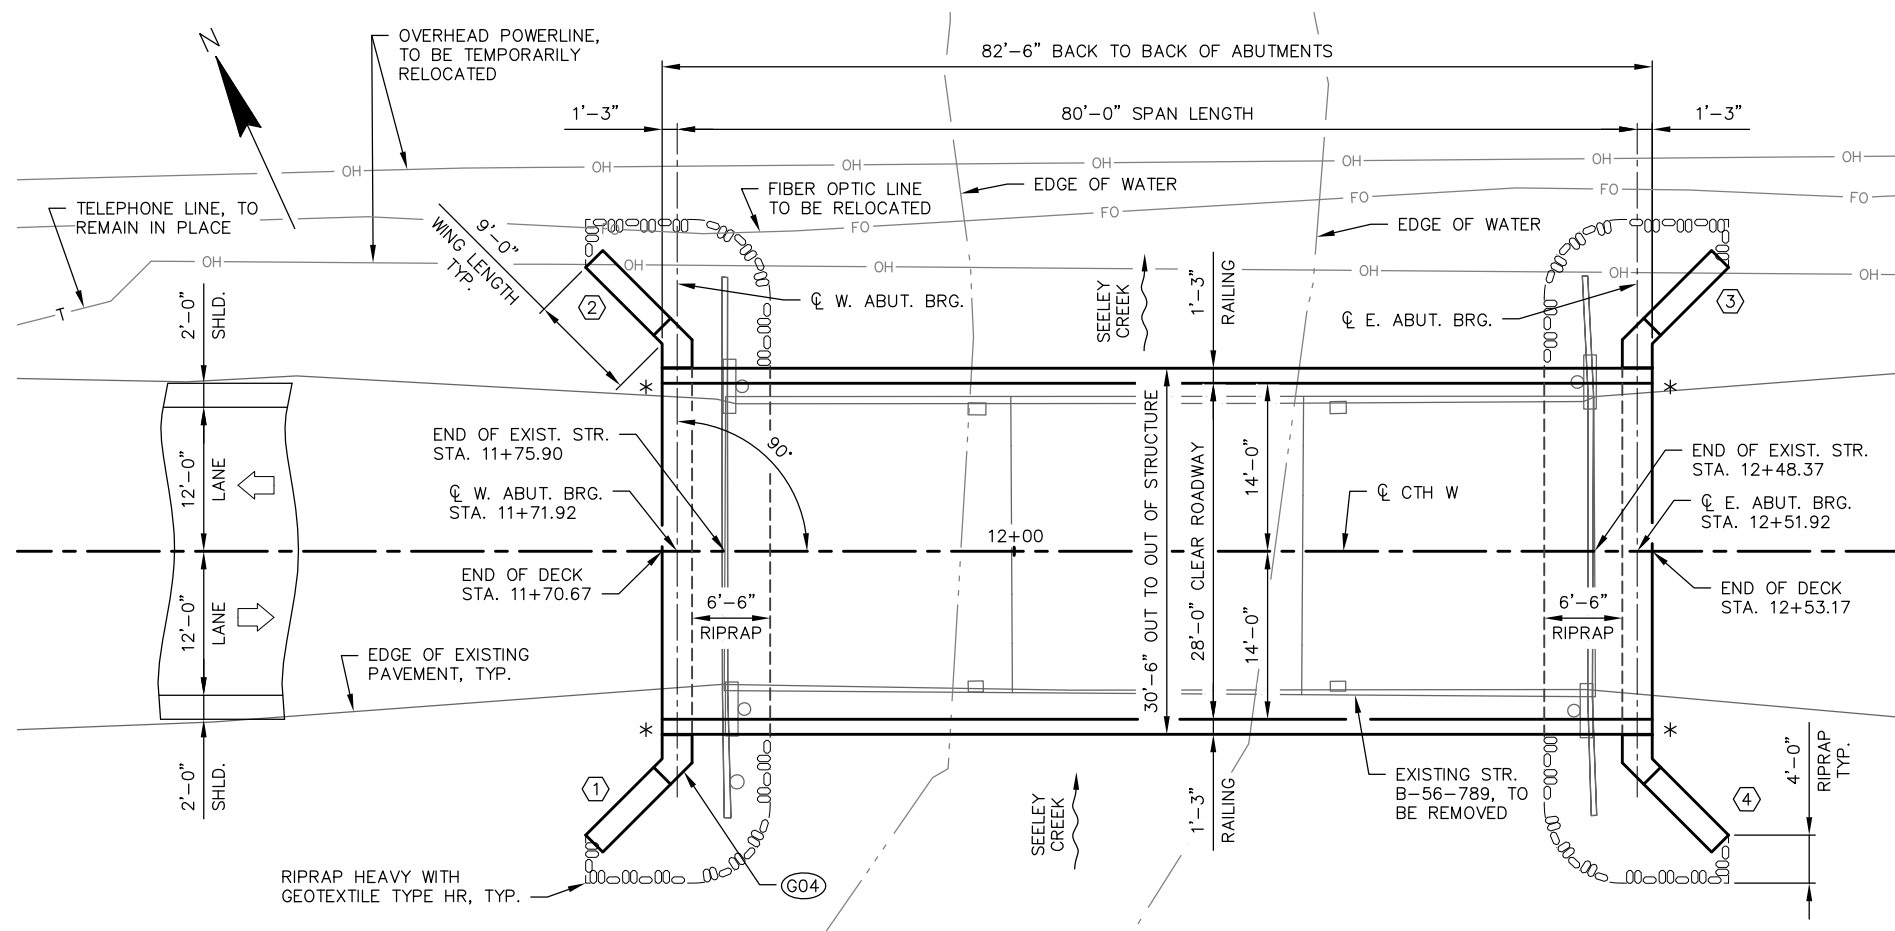 N
OVERHEAD POWERLINE,
TO BE TEMPORARILY
RELOCATED
82'-6" BACK TO BACK OF ABUTMENTS
1'-3"
80'-0" SPAN LENGTH
1'-3"
OH
OH
OH
OH
OH
OH
OH
TELEPHONE LINE, TO
REMAIN IN PLACE
FIBER OPTIC LINE
TO BE RELOCATED
EDGE OF WATER
EDGE OF WATER
FO
FO
FO
FO
FO
FO
OH
OH
OH
OH
OH
OH
T
9'-0"
WING LENGTH
TYP.
2
℄ W. ABUT. BRG.
SEELEY
CREEK
1'-3"
RAILING
℄ E. ABUT. BRG.
3
2'-0"
SHLD.
*
*
12'-0"
LANE
END OF EXIST. STR.
STA. 11+75.90
90°
℄ W. ABUT. BRG.
STA. 11+71.92
12+00
END OF DECK
STA. 11+70.67
30'-6" OUT TO OUT OF STRUCTURE
28'-0" CLEAR ROADWAY
14'-0"
14'-0"
℄ CTH W
END OF EXIST. STR.
STA. 12+48.37
℄ E. ABUT. BRG.
STA. 12+51.92
END OF DECK
STA. 12+53.17
12'-0"
LANE
6'-6"
RIPRAP
6'-6"
RIPRAP
EDGE OF EXISTING
PAVEMENT, TYP.
*
*
2'-0"
SHLD.
1
SEELEY
CREEK
1'-3"
RAILING
EXISTING STR.
B-56-789, TO
BE REMOVED
4
4'-0"
RIPRAP
TYP.
RIPRAP HEAVY WITH
GEOTEXTILE TYPE HR, TYP.
G04